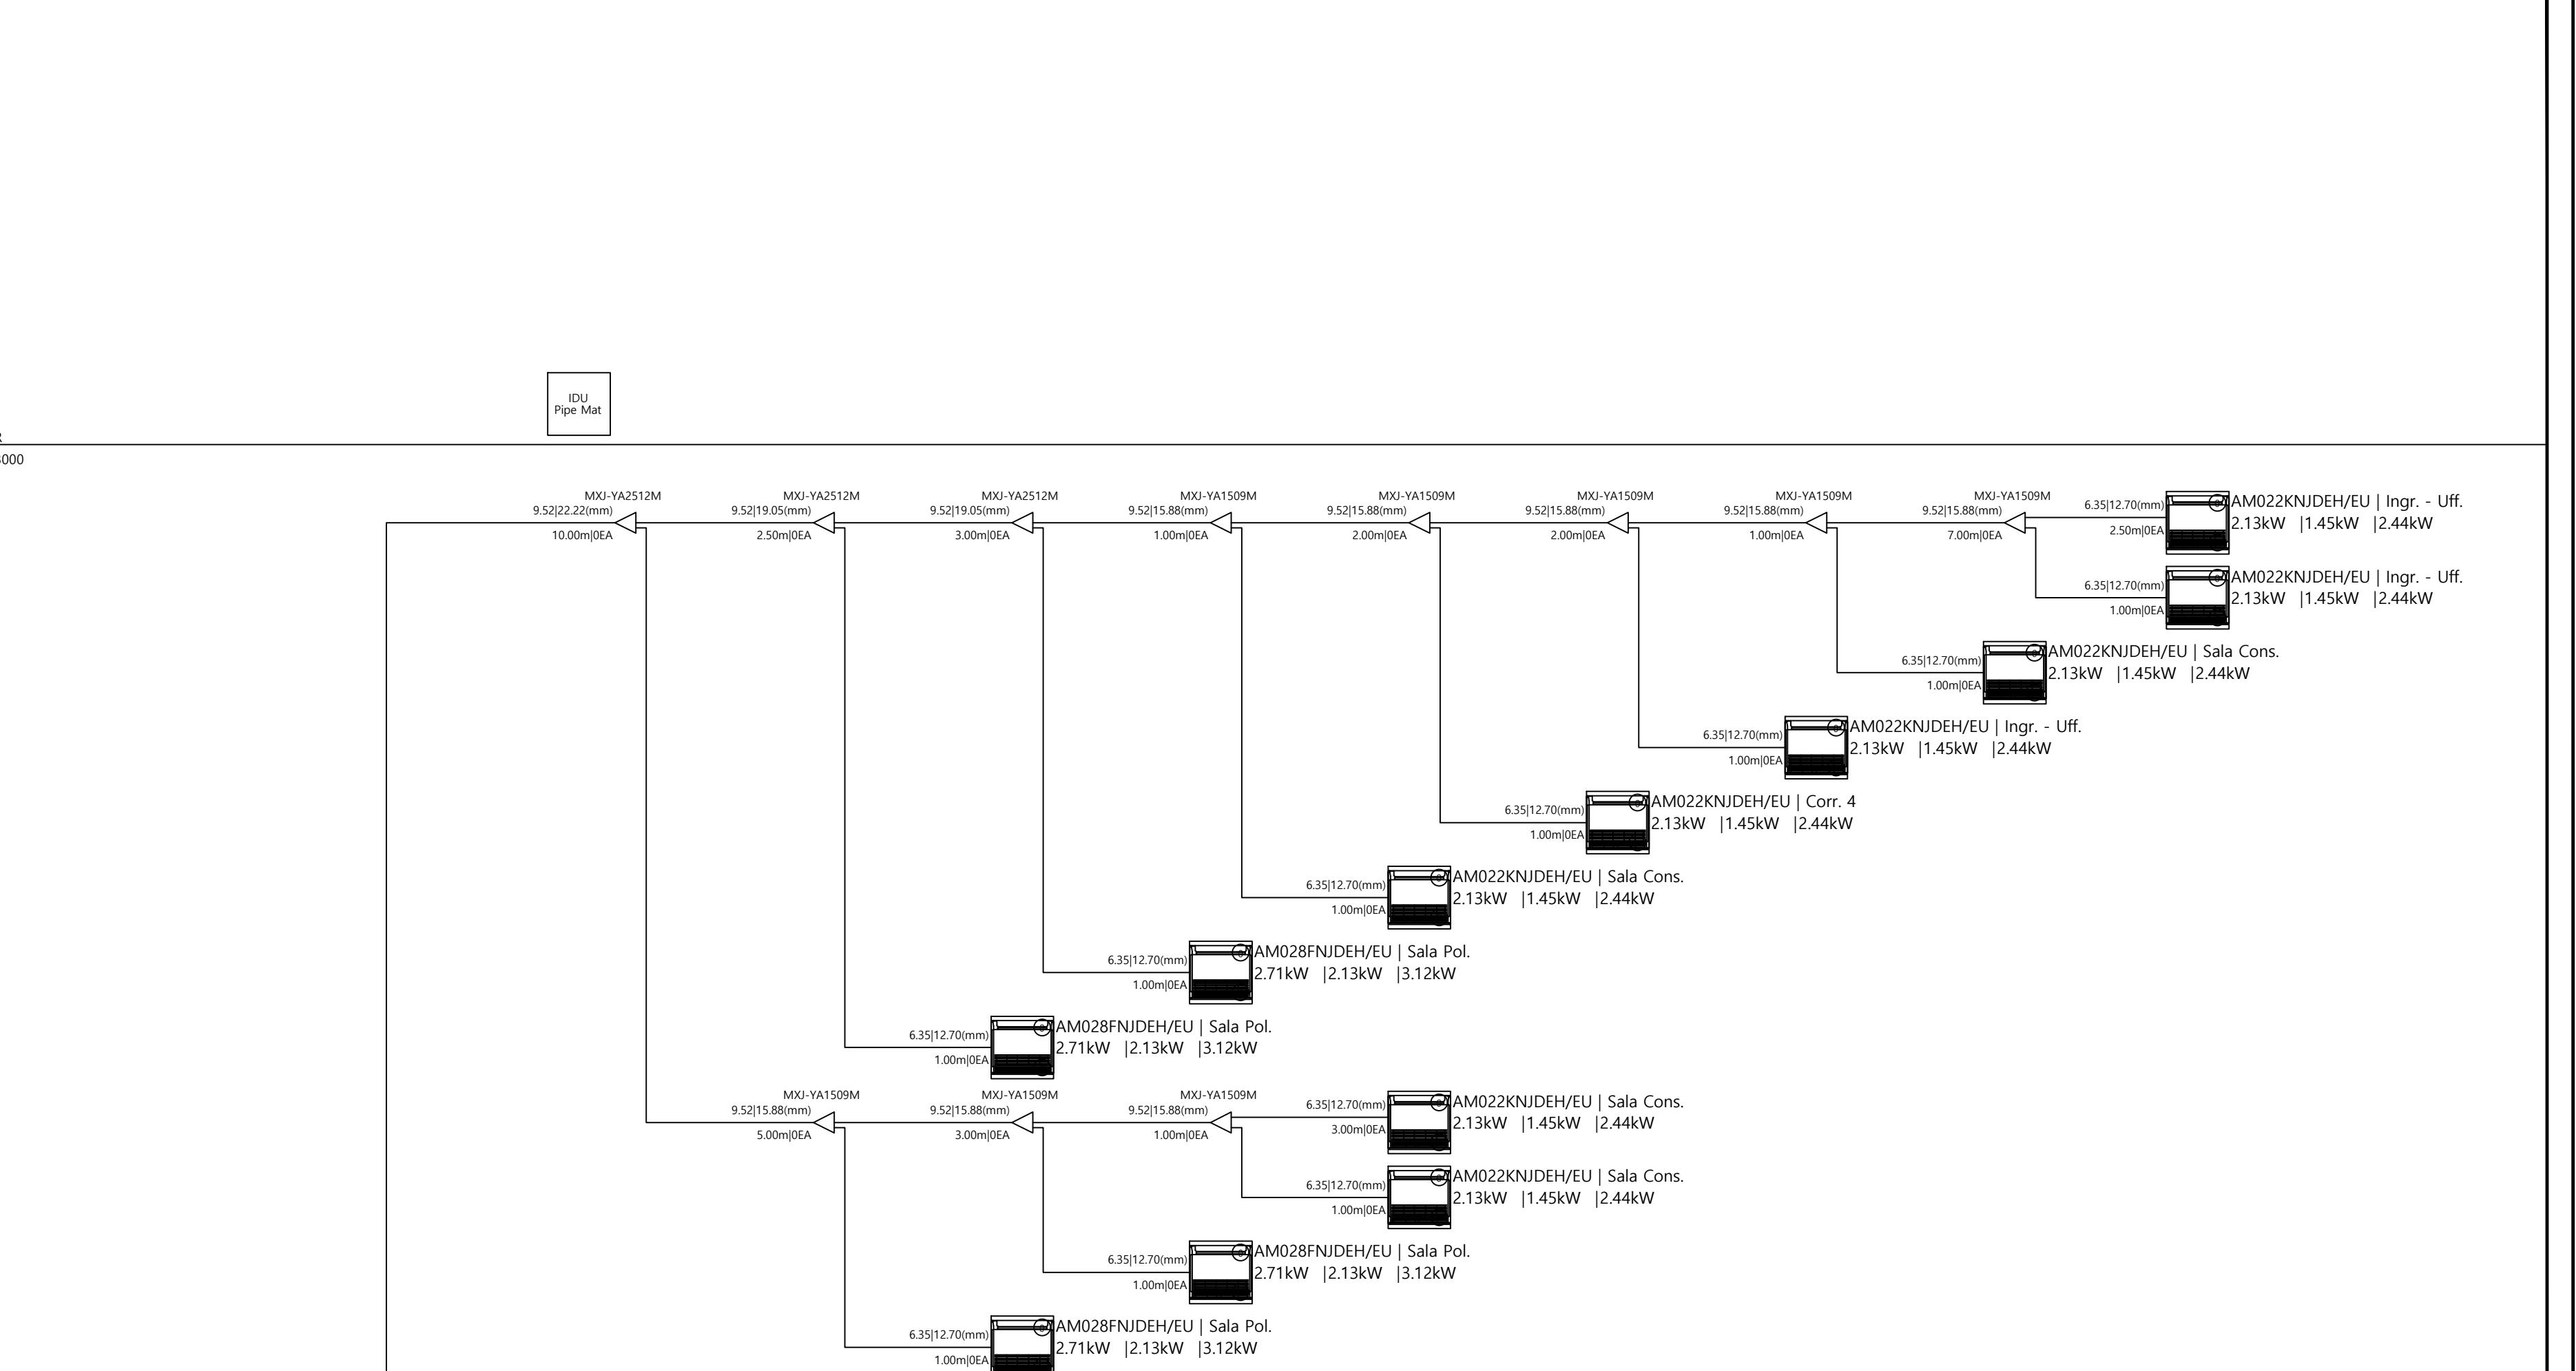 IDU
Pipe Mat
000
MXJ-YA2512M
9.52|22.22(mm)
10.00m|0EA
MXJ-YA2512M
9.52|19.05(mm)
2.50m|0EA
MXJ-YA2512M
9.52|19.05(mm)
3.00m|0EA
MXJ-YA1509M
9.52|15.88(mm)
1.00m|0EA
MXJ-YA1509M
9.52|15.88(mm)
2.00m|0EA
MXJ-YA1509M
9.52|15.88(mm)
2.00m|0EA
MXJ-YA1509M
9.52|15.88(mm)
1.00m|0EA
MXJ-YA1509M
9.52|15.88(mm)
7.00m|0EA
6.35|12.70(mm)
2.50m|0EA
AM022KNJDEH/EU | Ingr. - Uff.
2.13kW |1.45kW |2.44kW
6.35|12.70(mm)
1.00m|0EA
AM022KNJDEH/EU | Ingr. - Uff.
2.13kW |1.45kW |2.44kW
6.35|12.70(mm)
1.00m|0EA
AM022KNJDEH/EU | Sala Cons.
2.13kW |1.45kW |2.44kW
6.35|12.70(mm)
1.00m|0EA
AM022KNJDEH/EU | Ingr. - Uff.
2.13kW |1.45kW |2.44kW
6.35|12.70(mm)
1.00m|0EA
AM022KNJDEH/EU | Corr. 4
2.13kW |1.45kW |2.44kW
6.35|12.70(mm)
1.00m|0EA
AM022KNJDEH/EU | Sala Cons.
2.13kW |1.45kW |2.44kW
6.35|12.70(mm)
1.00m|0EA
AM028FNJDEH/EU | Sala Pol.
2.71kW |2.13kW |3.12kW
6.35|12.70(mm)
1.00m|0EA
AM028FNJDEH/EU | Sala Pol.
2.71kW |2.13kW |3.12kW
MXJ-YA1509M
9.52|15.88(mm)
5.00m|0EA
MXJ-YA1509M
9.52|15.88(mm)
3.00m|0EA
MXJ-YA1509M
9.52|15.88(mm)
1.00m|0EA
6.35|12.70(mm)
3.00m|0EA
AM022KNJDEH/EU | Sala Cons.
2.13kW |1.45kW |2.44kW
6.35|12.70(mm)
1.00m|0EA
AM022KNJDEH/EU | Sala Cons.
2.13kW |1.45kW |2.44kW
6.35|12.70(mm)
1.00m|0EA
AM028FNJDEH/EU | Sala Pol.
2.71kW |2.13kW |3.12kW
6.35|12.70(mm)
1.00m|0EA
AM028FNJDEH/EU | Sala Pol.
2.71kW |2.13kW |3.12kW